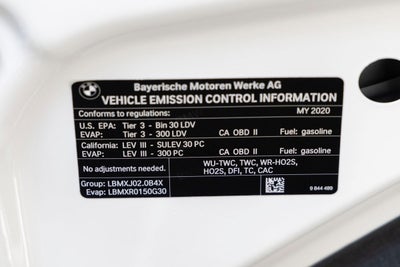 Bayerische Motoren Werke AG
VEHICLE EMISSION CONTROL INFORMATION
Conforms to regulations: MY 2020
U.S. EPA: Tier 3 - Bin 30 LDV
EVAP: Tier 3 - 300 LDV CA OBD II Fuel: gasoline
California: LEV III - SULEV 30 PC
EVAP: LEV III - 300 PC CA OBD II Fuel: gasoline
No adjustments needed. WU-TWC, TWC, WR-HO2S,
HO2S, DFI, TC, CAC
Group: LBMXJ02.0B4X
Evap: LBMXR0150G30 9 844 489